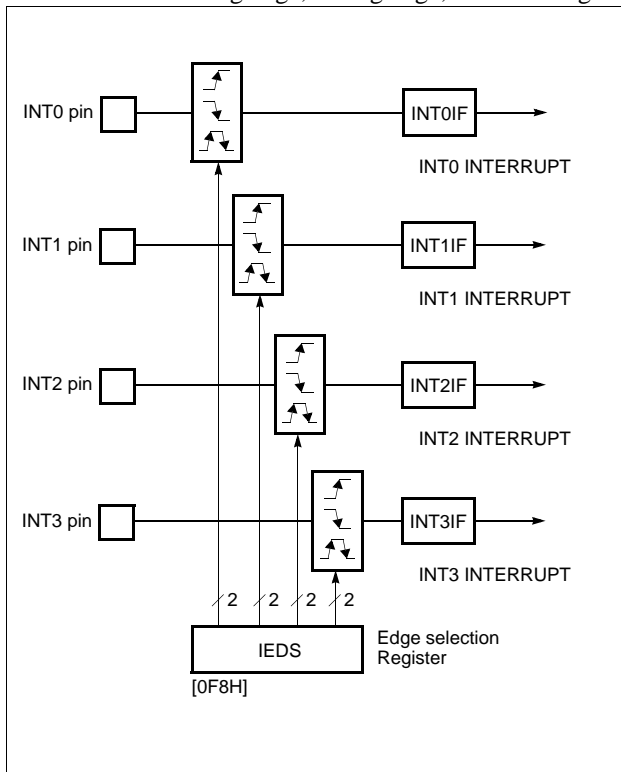 INT0 pin
INT0IF
INT0 INTERRUPT
INT1 pin
INT1IF
INT1 INTERRUPT
INT2 pin
INT2IF
INT2 INTERRUPT
INT3 pin
INT3IF
INT3 INTERRUPT
2 2 2 2
IEDS
Edge selection
Register
[0F8H]